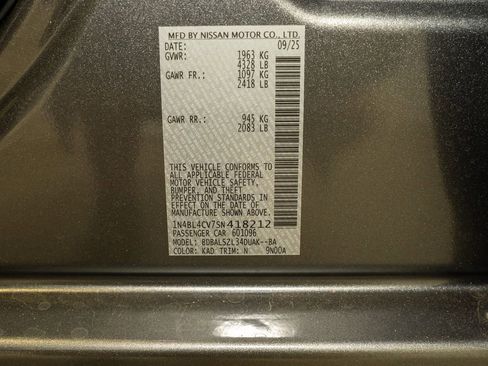 MFD BY NISSAN MOTOR CO., LTD.
DATE: 09/25
GVWR: 1963 KG
4328 LB
GAWR FR.: 1097 KG
2418 LB
GAWR RR.: 945 KG
2083 LB
THIS VEHICLE CONFORMS TO
ALL APPLICABLE FEDERAL
MOTOR VEHICLE SAFETY,
BUMPER, AND THEFT
PREVENTION STANDARDS IN
EFFECT ON THE DATE OF
MANUFACTURE SHOWN ABOVE.
1N4BL4CV7SN418212
PASSENGER CAR 601096
MODEL: BDBALSZL34DUAK--BA
COLOR: KAD TRIM: N 9N00A